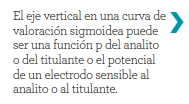 El eje vertical en una curva de
valoración sigmoidea puede
ser una función p del analito
o del titulante o el potencial
de un electrodo sensible al
analito o al titulante.